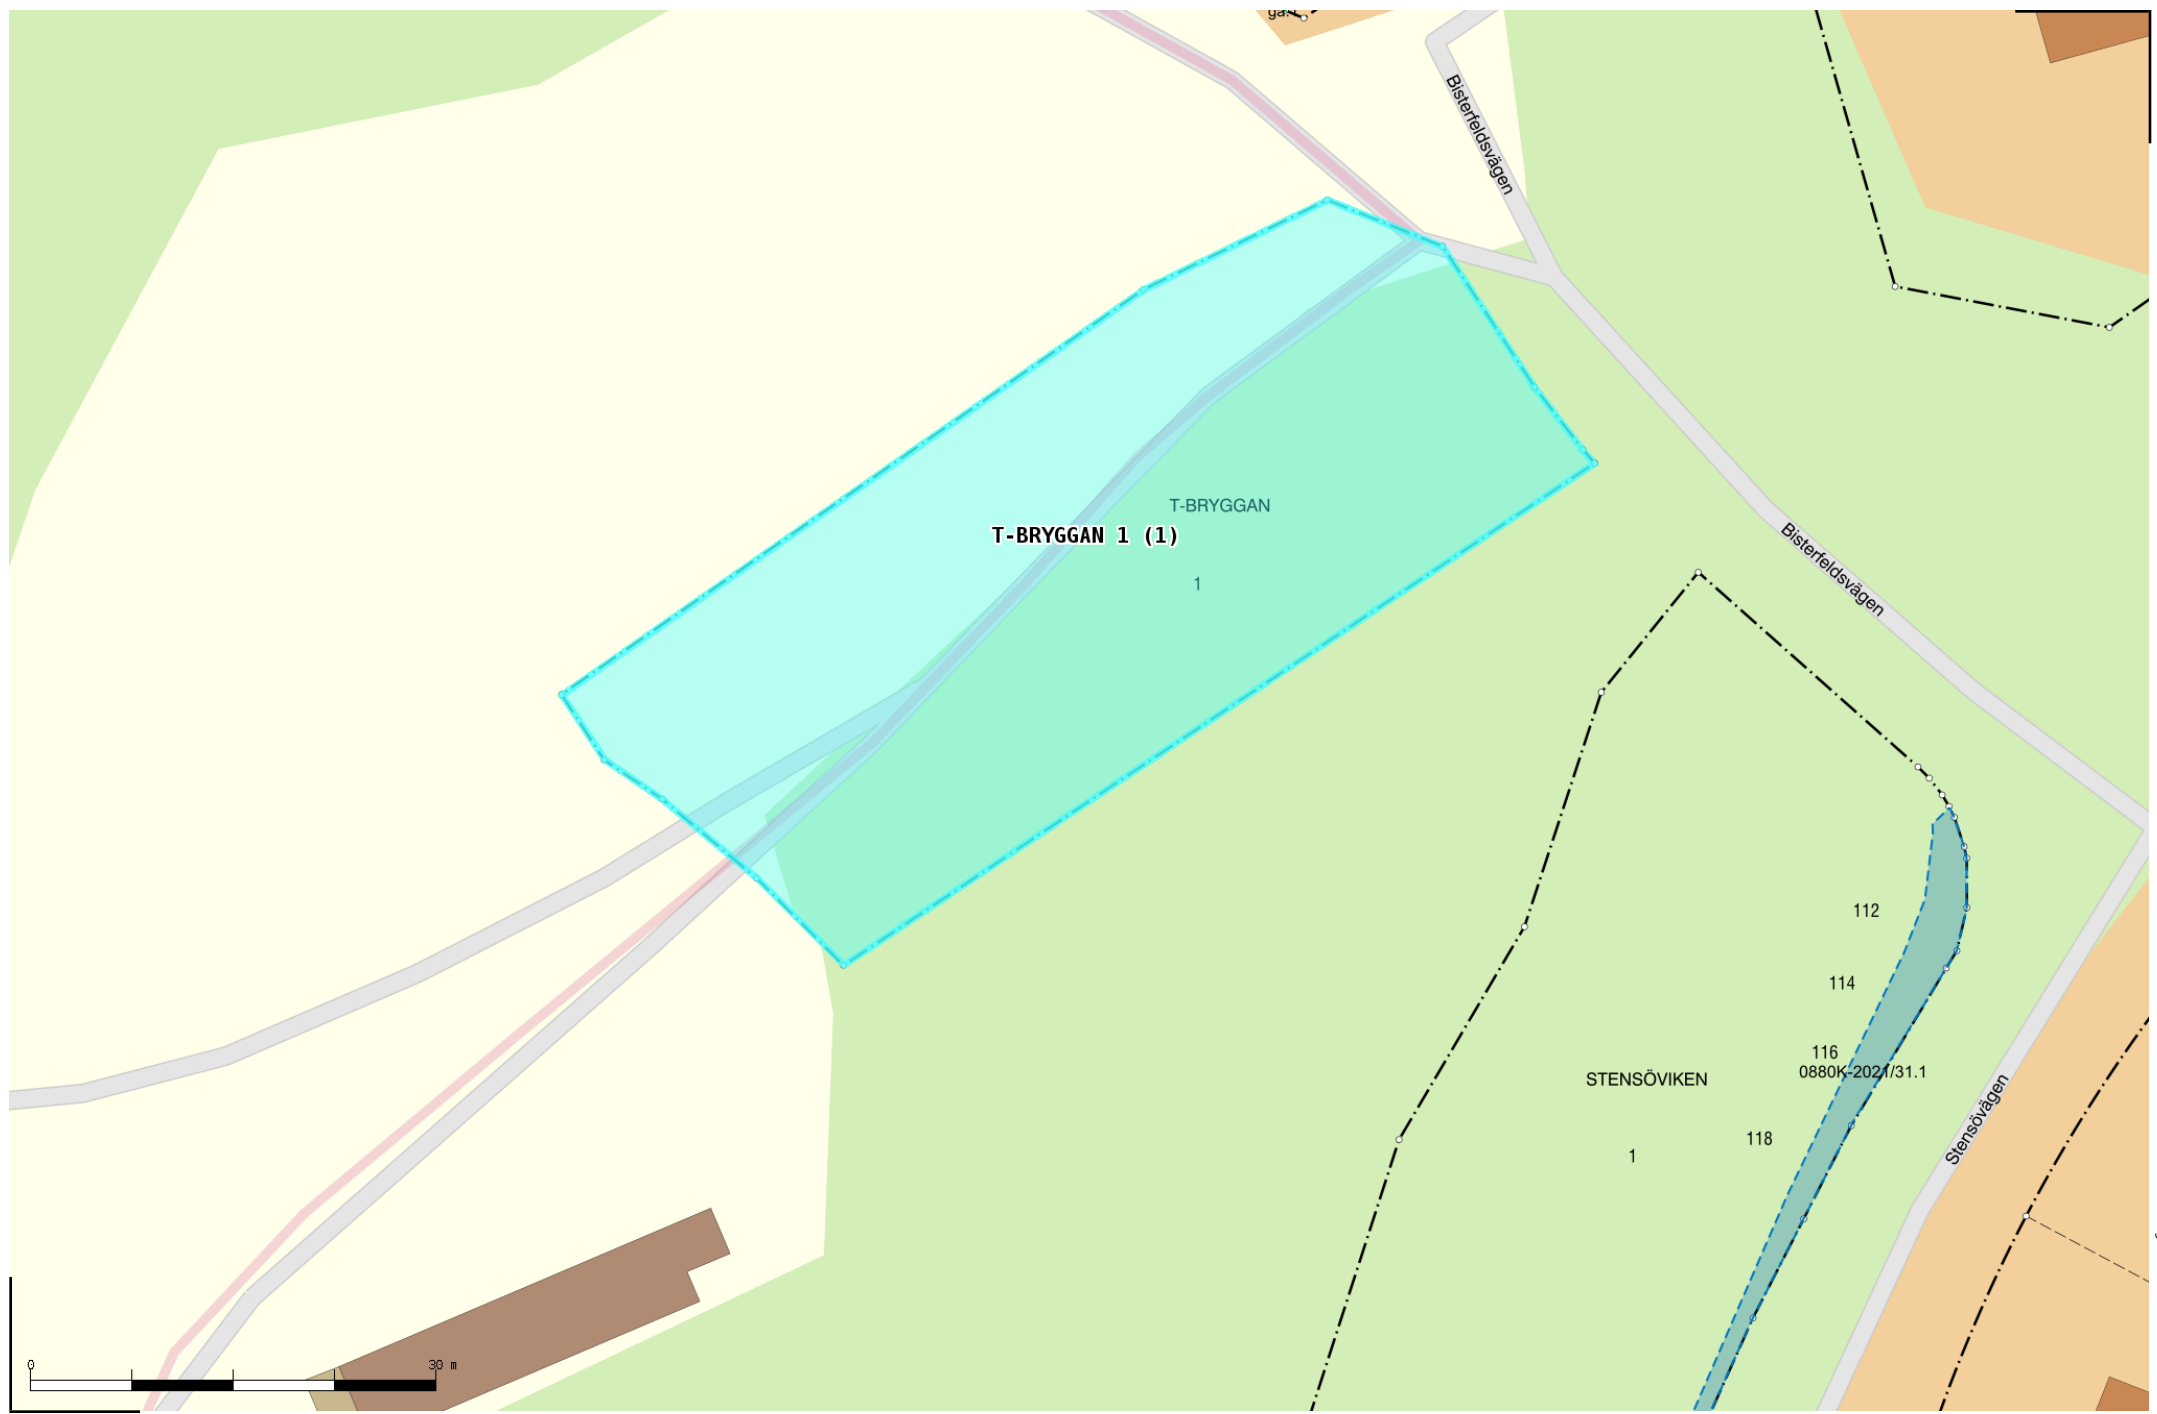 Bisterfeldsvägen
T-BRYGGAN
T-BRYGGAN 1 (1)
1
Bisterfeldsvägen
112
114
116
0880K-2021/31.1
STENSÖVIKEN
118
1
Stensövägen
0
30 m